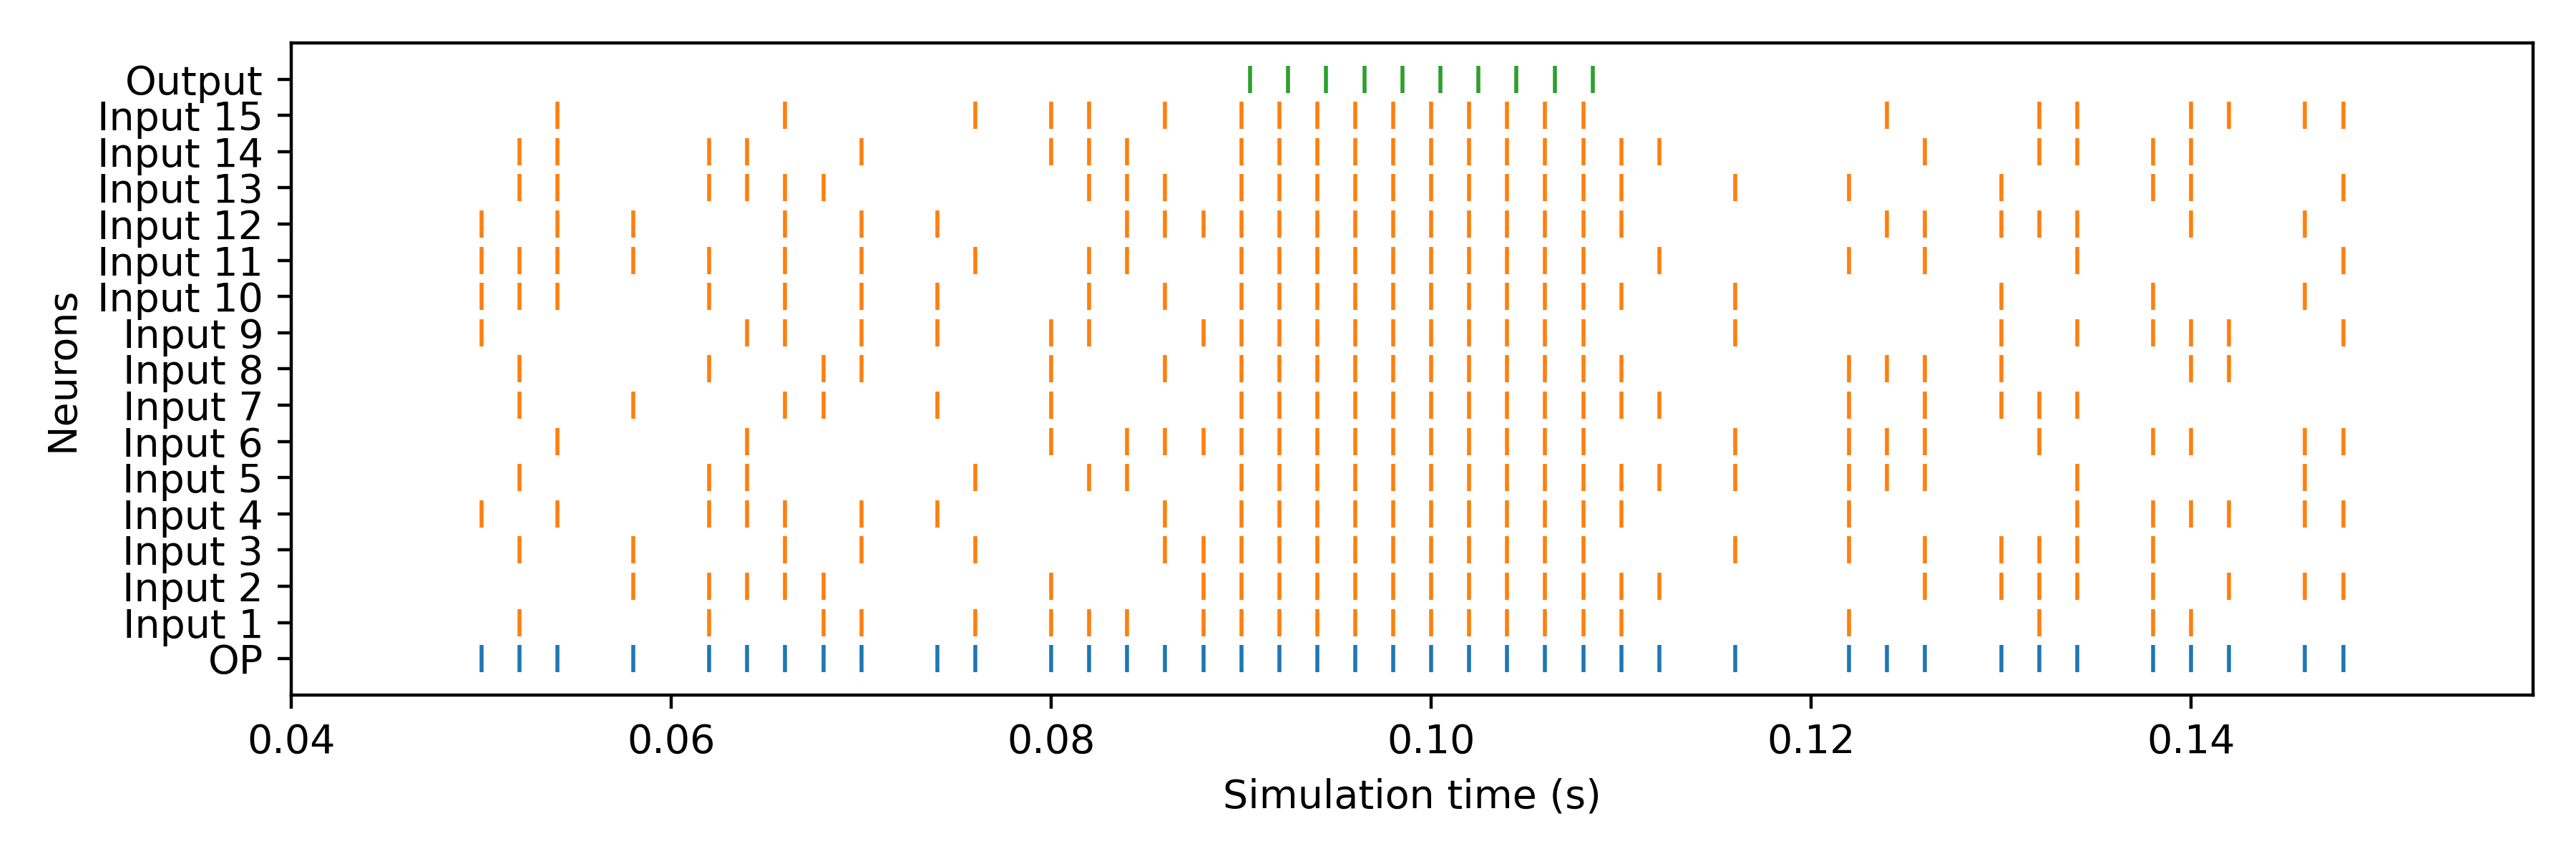 Neurons
Output
Input 15
Input 14
Input 13
Input 12
Input 11
Input 10
Input 9
Input 8
Input 7
Input 6
Input 5
Input 4
Input 3
Input 2
Input 1
OP
0.04 0.06 0.08 0.10 0.12 0.14
Simulation time (s)